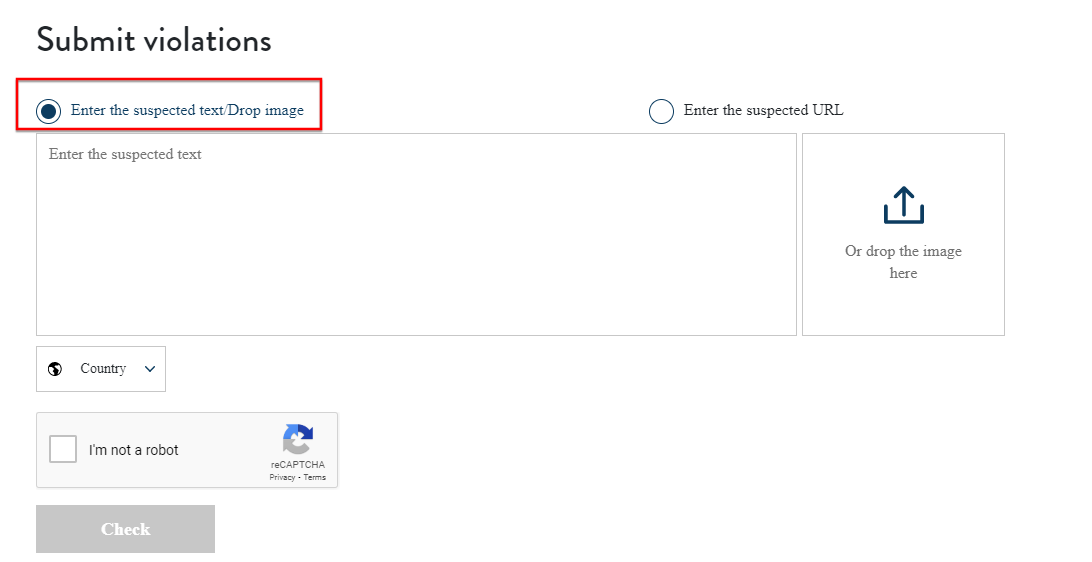 Submit violations
Enter the suspected text/Drop image
Enter the suspected URL
Enter the suspected text
Or drop the image
here
Country
I'm not a robot
reCAPTCHA
Privacy - Terms
Check